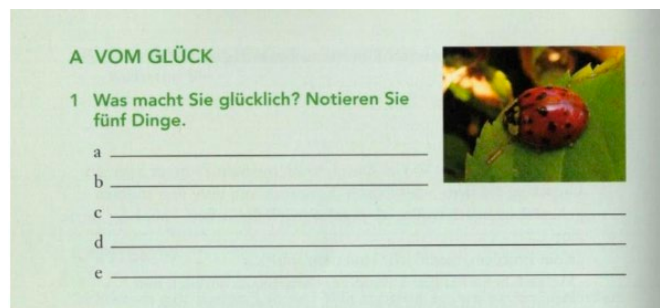 A VOM GLÜCK
1 Was macht Sie glücklich? Notieren Sie
fünf Dinge.
a
b
c
d
e